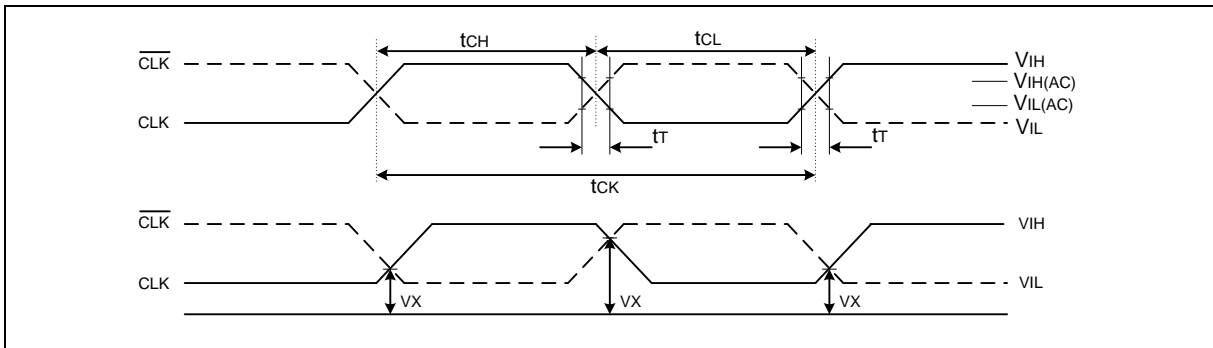 tCH tCL
CLK VIH
VIH(AC)
VIL(AC)
CLK VIL
tT tT
tCK
CLK VIH
CLK VIL
VX VX VX